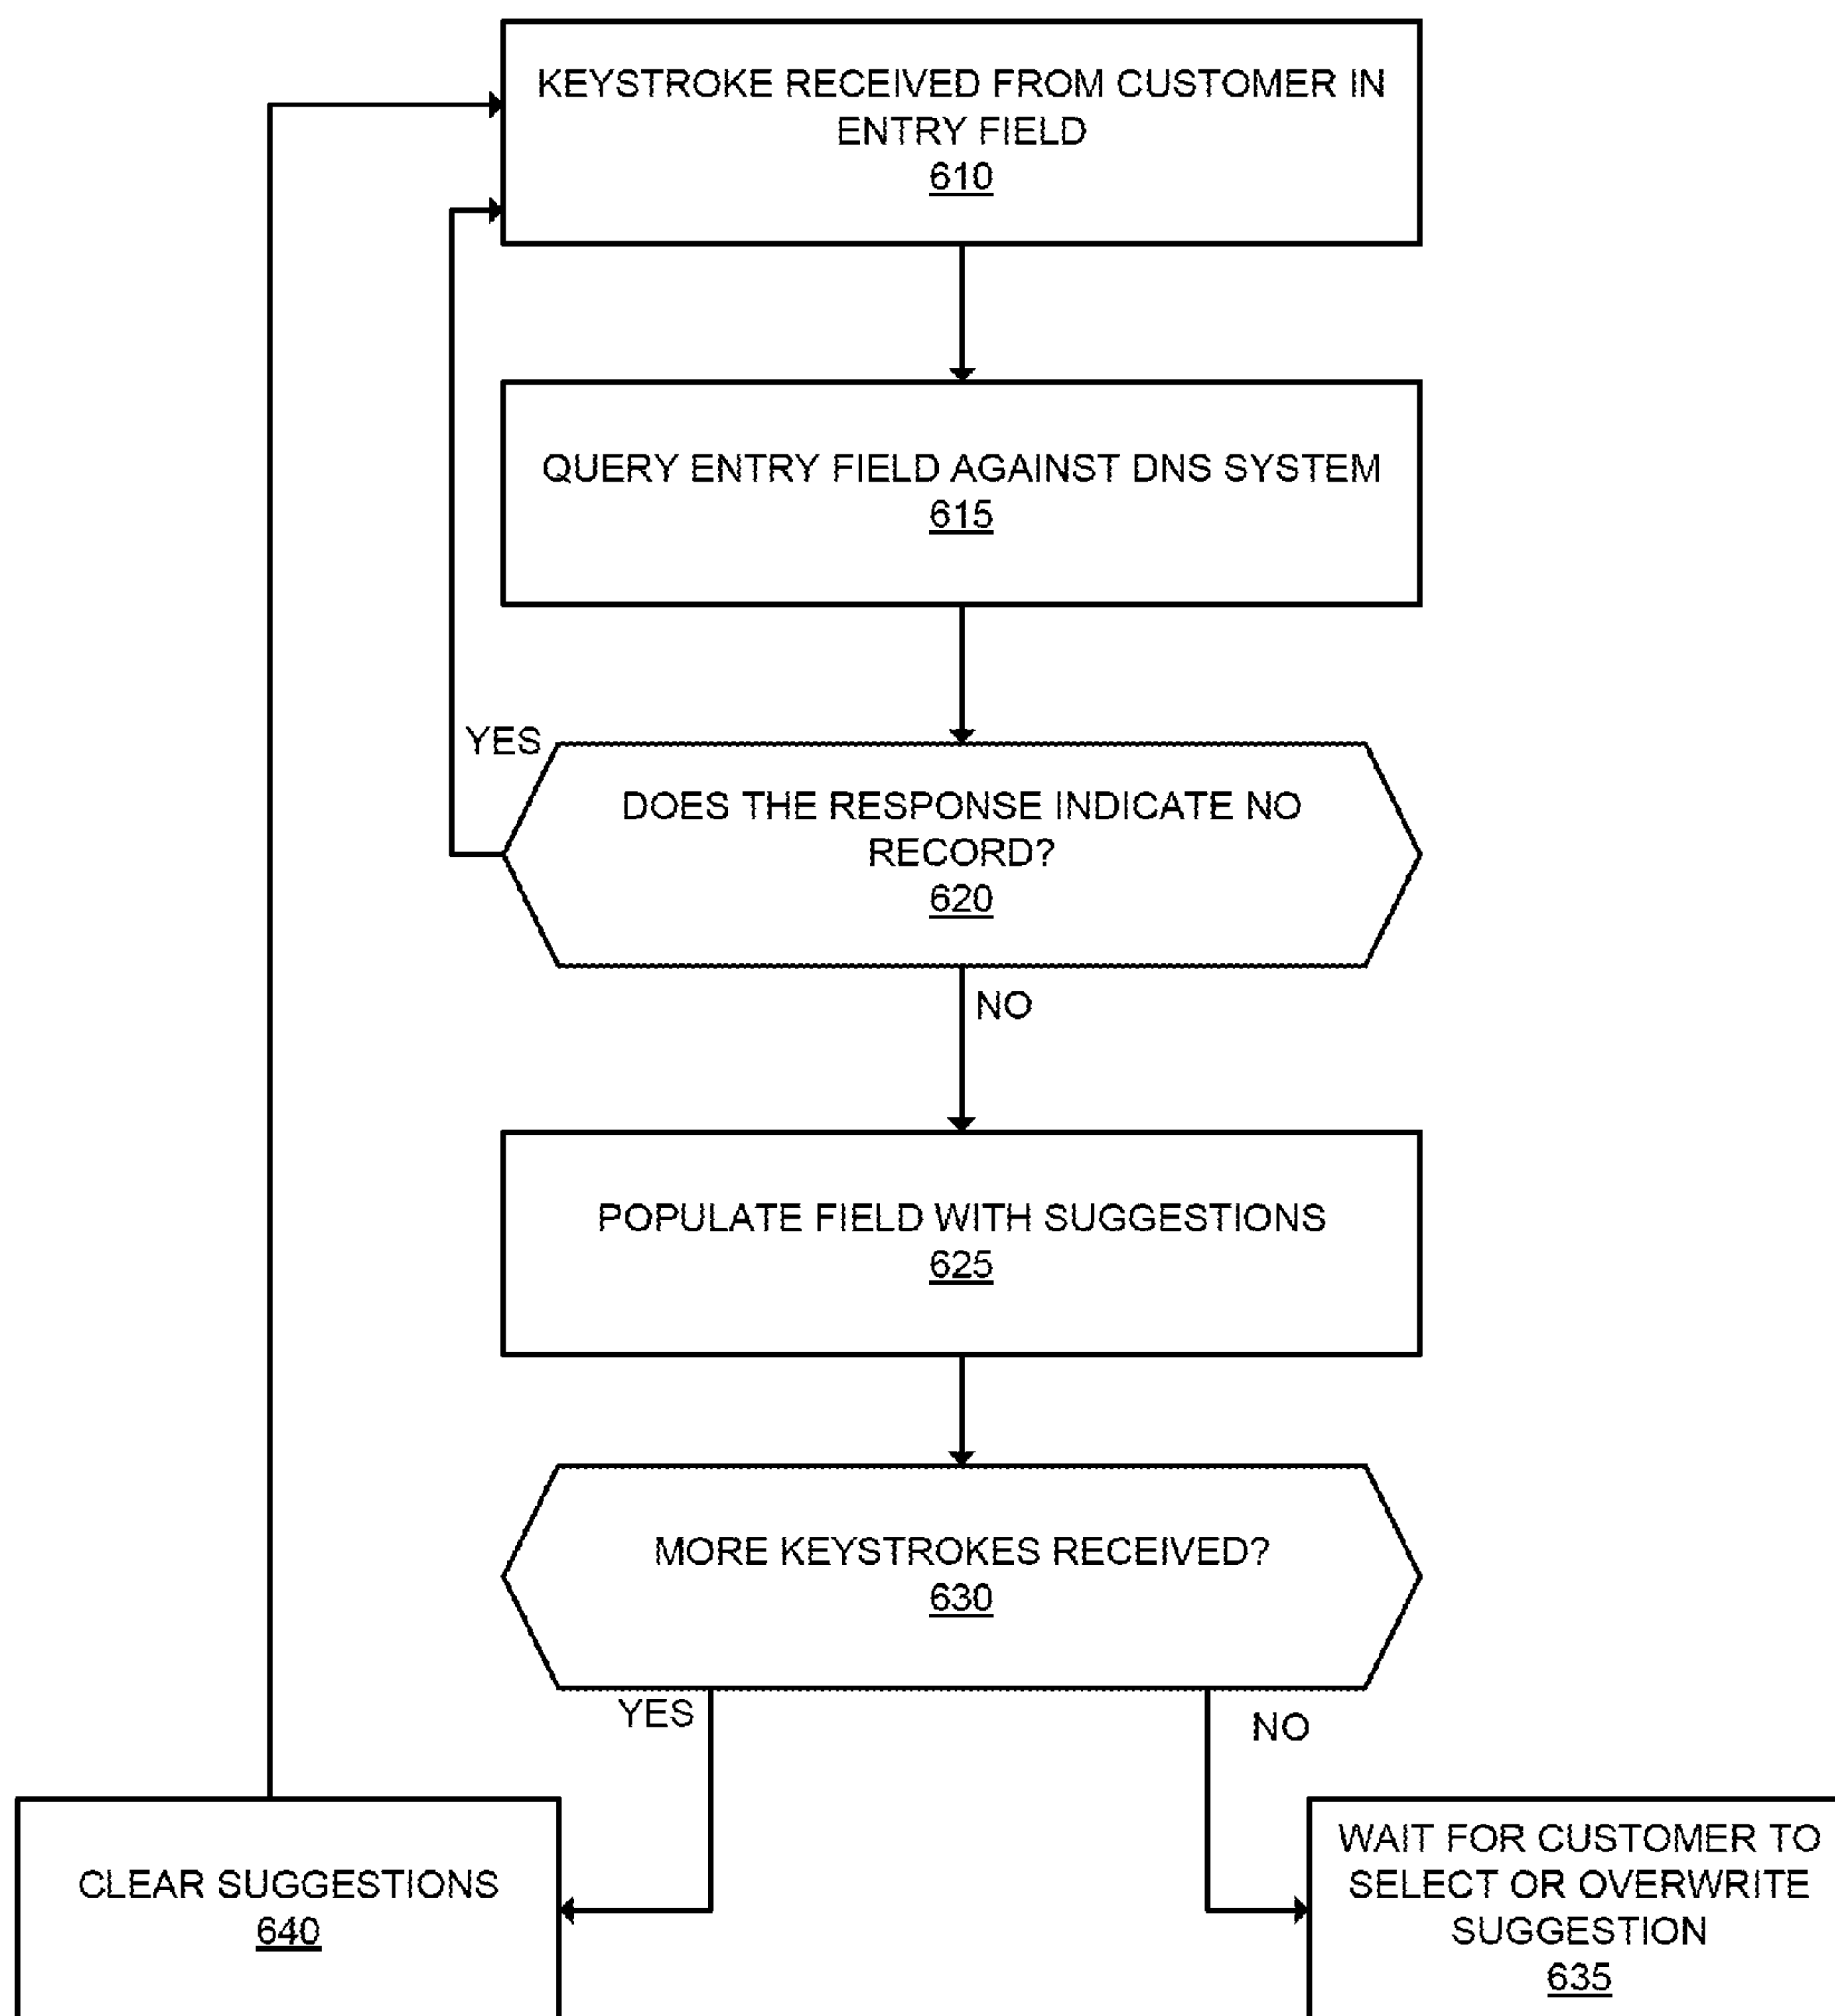 KEYSTROKE RECEIVED FROM CUSTOMER IN
ENTRY FIELD
610
QUERY ENTRY FIELD AGAINST DNS SYSTEM
615
YES
DOES THE RESPONSE INDICATE NO
RECORD?
620
NO
POPULATE FIELD WITH SUGGESTIONS
625
MORE KEYSTROKES RECEIVED?
630
YES
NO
CLEAR SUGGESTIONS
640
WAIT FOR CUSTOMER TO
SELECT OR OVERWRITE
SUGGESTION
635